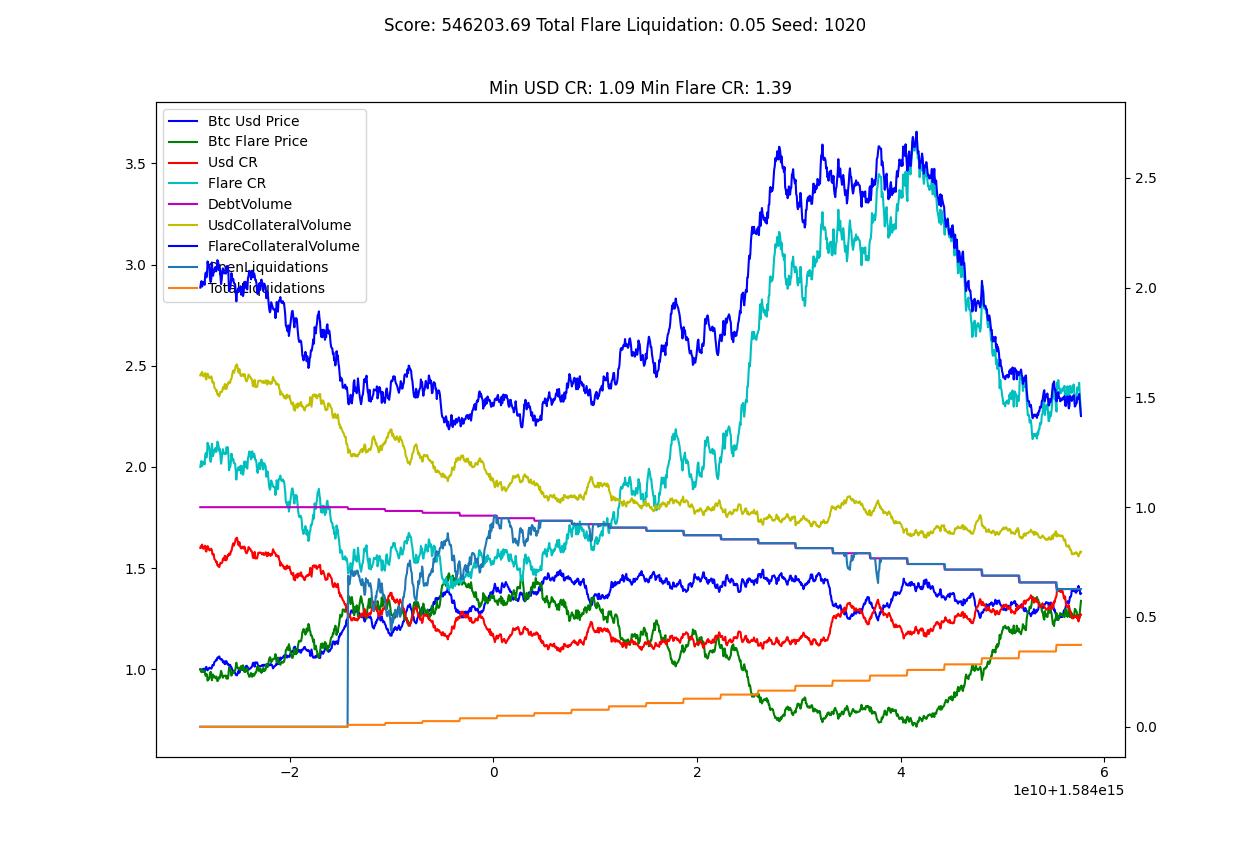 Score: 546203.69 Total Flare Liquidation: 0.05 Seed: 1020
Min USD CR: 1.09 Min Flare CR: 1.39
Btc Usd Price
Btc Flare Price
Usd CR
Flare CR
DebtVolume
UsdCollateralVolume
FlareCollateralVolume
OpenLiquidations
TotalLiquidations
3.5
3.0
2.5
2.0
1.5
1.0
2.5
2.0
1.5
1.0
0.5
0.0
−2
0
2
4
6
1e10+1.584e15